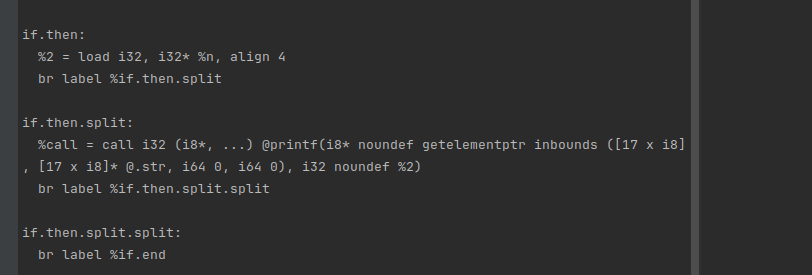 if.then:
  %2 = load i32, i32* %n, align 4
  br label %if.then.split
if.then.split:
  %call = call i32 (i8*, ...) @printf(i8* noundef getelementptr inbounds ([17 x i8]
, [17 x i8]* @.str, i64 0, i64 0), i32 noundef %2)
  br label %if.then.split.split
if.then.split.split:
  br label %if.end